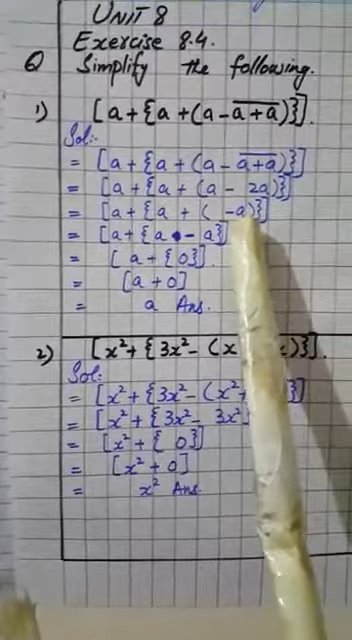 UNIT 8
Exercise 8.4.
Q Simplify the following.
1) [a+{a+(a-a̅+̅a̅)}].
Sol:
= [a+{a+(a-a̅+̅a̅)}]
= [a+{a+(a-2a)}]
= [a+{a+(-a)}]
= [a+{a-a}]
= [a+{0}].
= [a+0]
= a Ans.
2) [x²+{3x²-(x )}].
Sol:
= [x²+{3x²-(x²+ }]
= [x²+{3x²-3x²
= [x²+{0}]
= [x²+0]
= x² Ans.